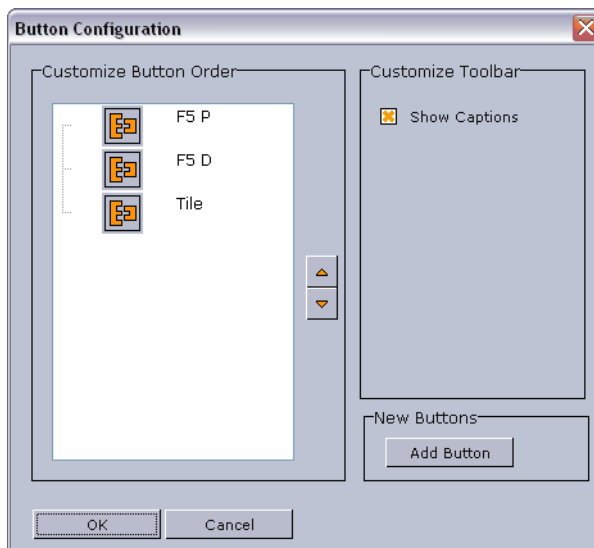 Button Configuration
Customize Button Order
F5 P
F5 D
Tile
Customize Toolbar
Show Captions
New Buttons
Add Button
OK
Cancel